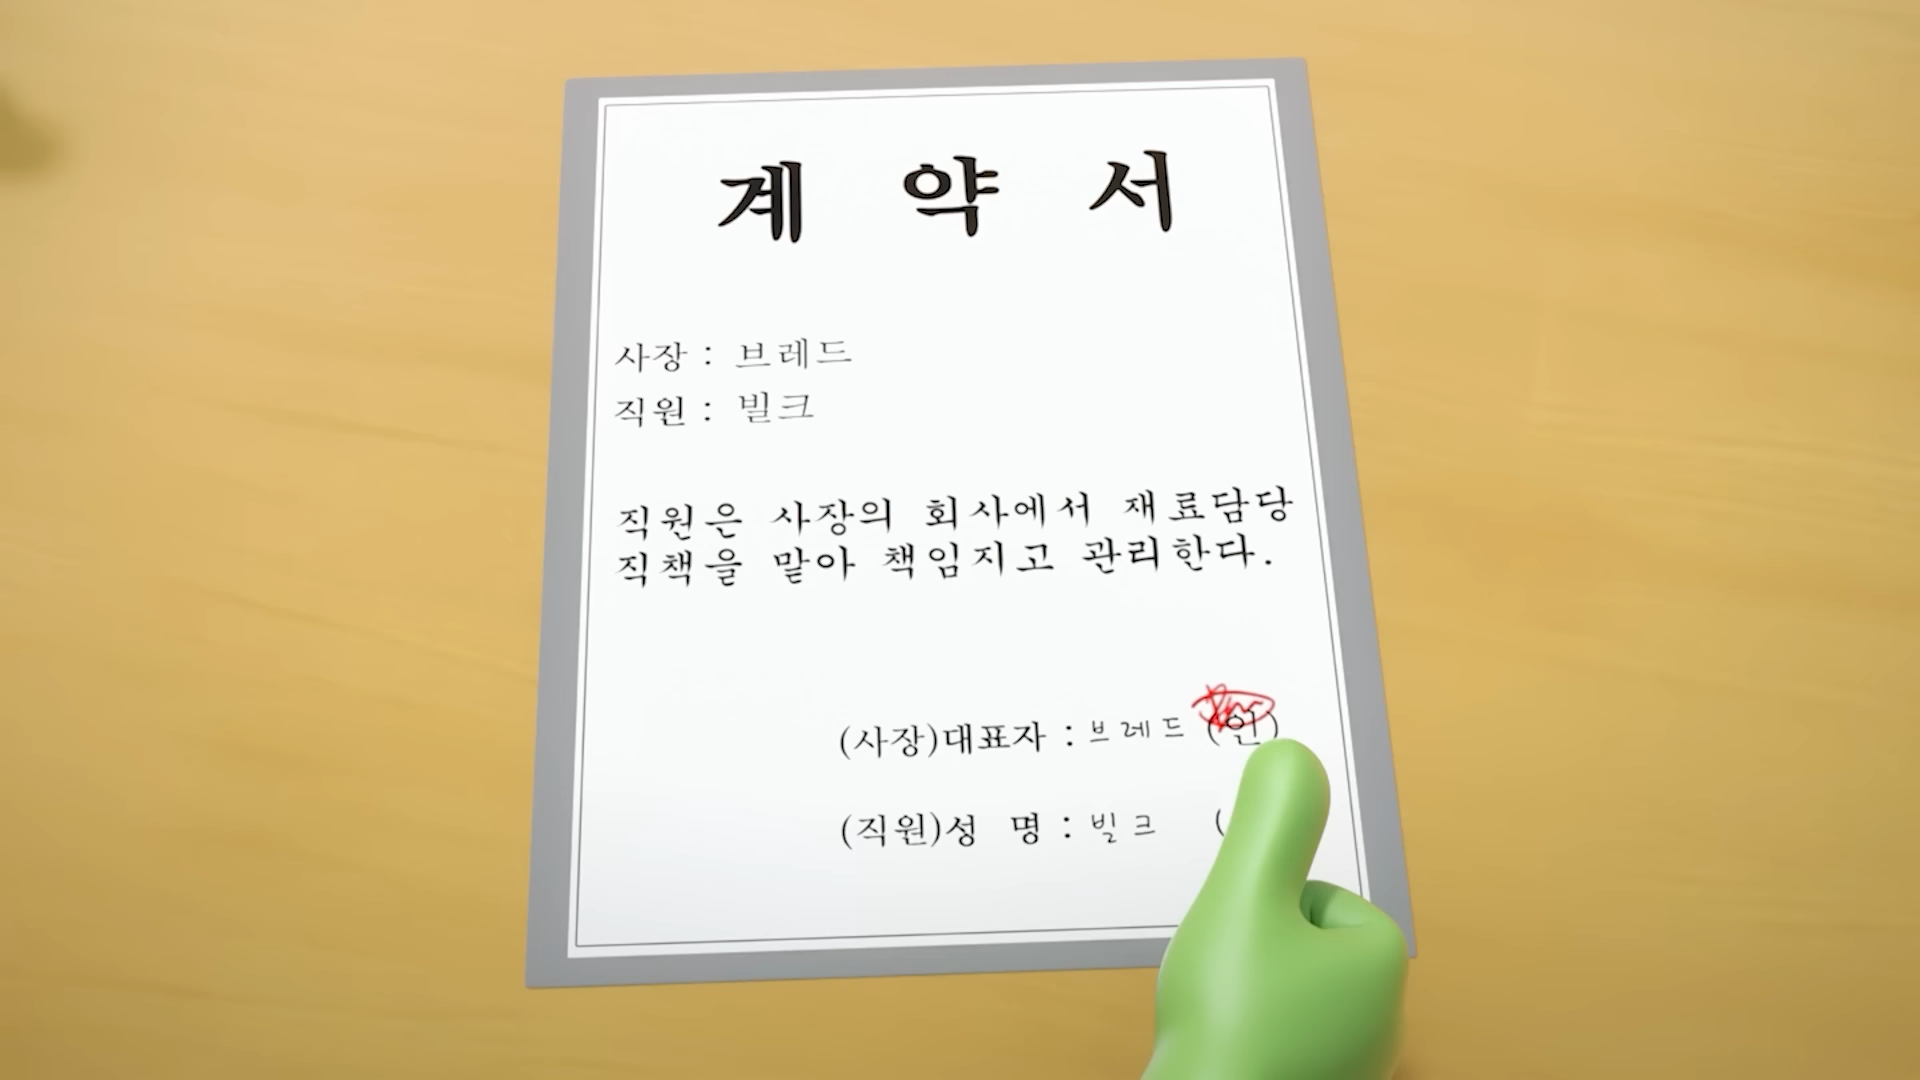 계 약 서
사장 : 브레드
직원 : 빌크
직원은 사장의 회사에서 재료담당
직책을 맡아 책임지고 관리한다.
(사장)대표자 : 브레드 (인)
(직원)성 명 : 빌크 (